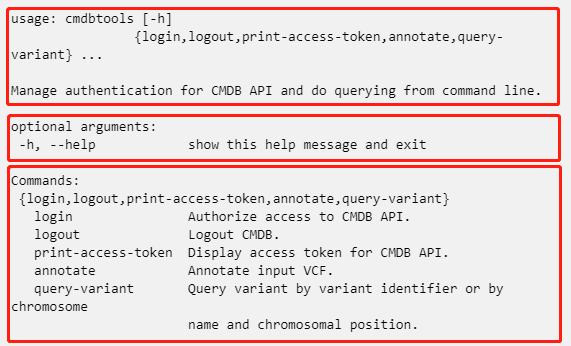 usage: cmdbtools [-h]
{login,logout,print-access-token,annotate,query-
variant} ...
Manage authentication for CMDB API and do querying from command line.
optional arguments:
-h, --help show this help message and exit
Commands:
{login,logout,print-access-token,annotate,query-variant}
login Authorize access to CMDB API.
logout Logout CMDB.
print-access-token Display access token for CMDB API.
annotate Annotate input VCF.
query-variant Query variant by variant identifier or by
chromosome
name and chromosomal position.